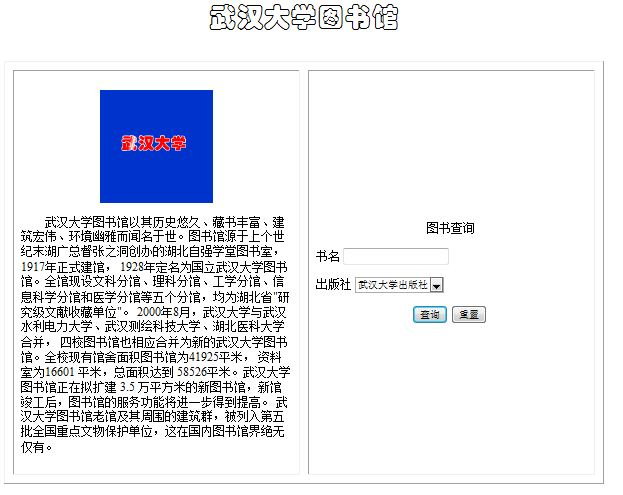 武汉大学图书馆
武汉大学
武汉大学图书馆以其历史悠久、藏书丰富、建
筑宏伟、环境幽雅而闻名于世。图书馆源于上个世
纪末湖广总督张之洞创办的湖北自强学堂图书室，
1917年正式建馆， 1928年定名为国立武汉大学图书
馆。全馆现设文科分馆、理科分馆、工学分馆、信
息科学分馆和医学分馆等五个分馆，均为湖北省"研
究级文献收藏单位"。 2000年8月，武汉大学与武汉
水利电力大学、武汉测绘科技大学、湖北医科大学
合并， 四校图书馆也相应合并为新的武汉大学图书
馆。全校现有馆舍面积图书馆为41925平米， 资料
室为16601 平米，总面积达到 58526平米。武汉大学
图书馆正在拟扩建 3.5 万平方米的新图书馆，新馆
竣工后，图书馆的服务功能将进一步得到提高。 武
汉大学图书馆老馆及其周围的建筑群，被列入第五
批全国重点文物保护单位，这在国内图书馆界绝无
仅有。
图书查询
书名
出版社 武汉大学出版社
查询 重置